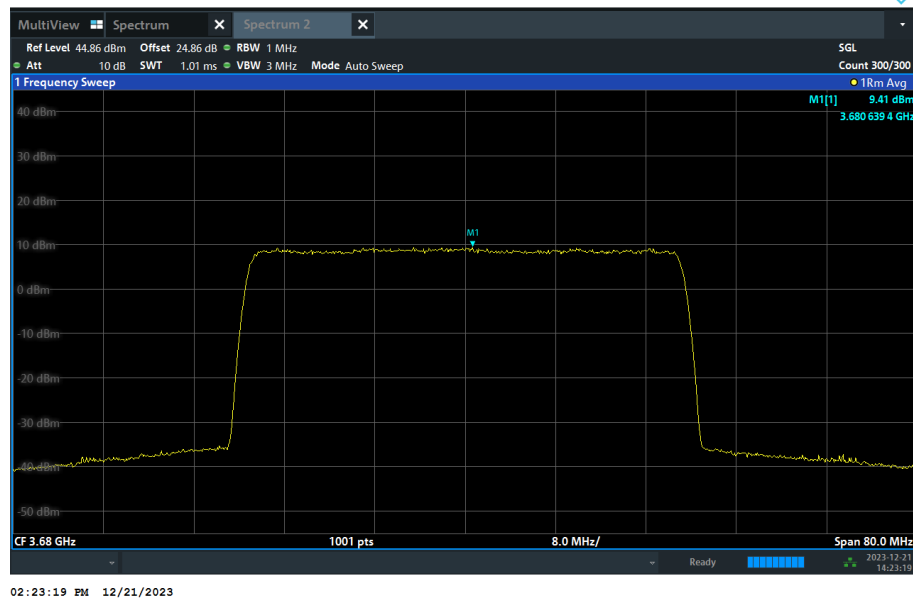 MultiView Spectrum X Spectrum 2 X
Ref Level 44.86 dBm Offset 24.86 dB RBW 1 MHz SGL
Att 10 dB SWT 1.01 ms VBW 3 MHz Mode Auto Sweep Count 300/300
1 Frequency Sweep 1Rm Avg
M1[1] 9.41 dBm
3.680 639 4 GHz
40 dBm
30 dBm
20 dBm
M1
10 dBm
0 dBm
-10 dBm
-20 dBm
-30 dBm
-40 dBm
-50 dBm
CF 3.68 GHz 1001 pts 8.0 MHz/ Span 80.0 MHz
Ready 2023-12-21
14:23:19
02:23:19 PM 12/21/2023